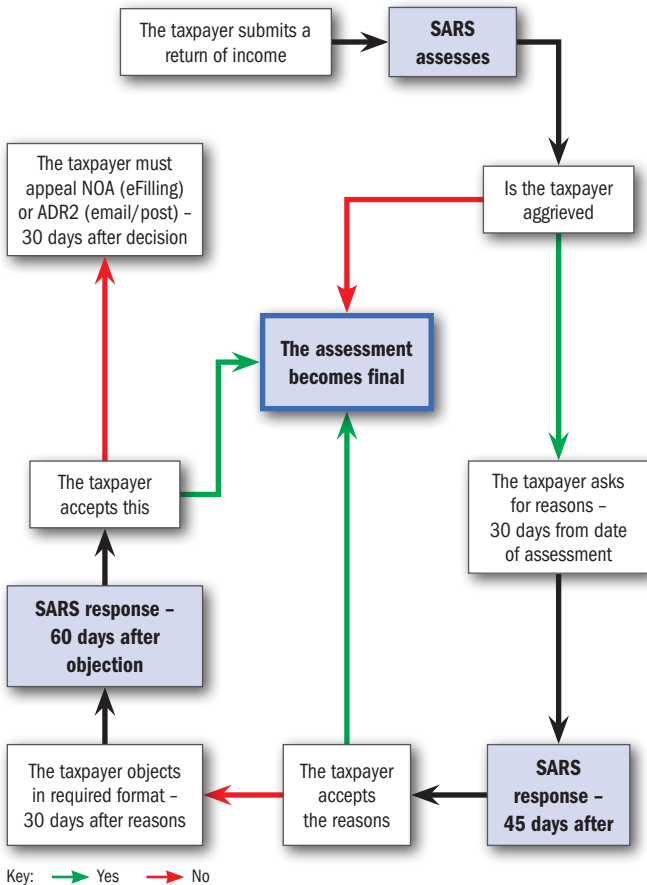 The taxpayer submits a
return of income
SARS
assesses
Is the taxpayer
aggrieved
The taxpayer must
appeal NOA (eFilling)
or ADR2 (email/post) –
30 days after decision
The assessment
becomes final
The taxpayer asks
for reasons –
30 days from date
of assessment
The taxpayer
accepts this
SARS response –
60 days after
objection
The taxpayer objects
in required format –
30 days after reasons
The taxpayer
accepts
the reasons
SARS
response –
45 days after
Key: Yes No